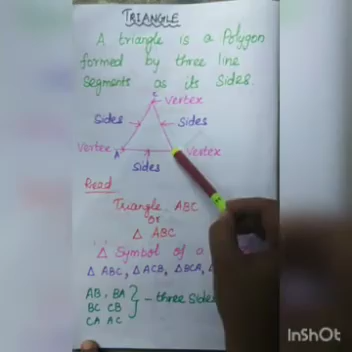 TRIANGLE
A triangle is a Polygon
formed by three line
segments as its sides.
C Vertex
Sides Sides
Vertex A Vertex
Sides
Read
Triangle ABC
or
Δ ABC
"Δ" Symbol of a
Δ ABC, Δ ACB, Δ BCA, Δ
AB, BA
BC CB - three sides
CA AC
InShOt